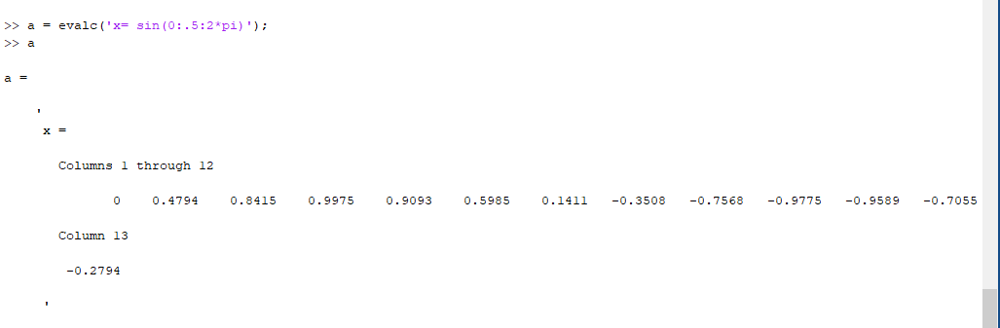 >> a = evalc('x= sin(0:.5:2*pi)');
>> a
a =
'
x =
Columns 1 through 12
0 0.4794 0.8415 0.9975 0.9093 0.5985 0.1411 -0.3508 -0.7568 -0.9775 -0.9589 -0.7055
Column 13
-0.2794
'